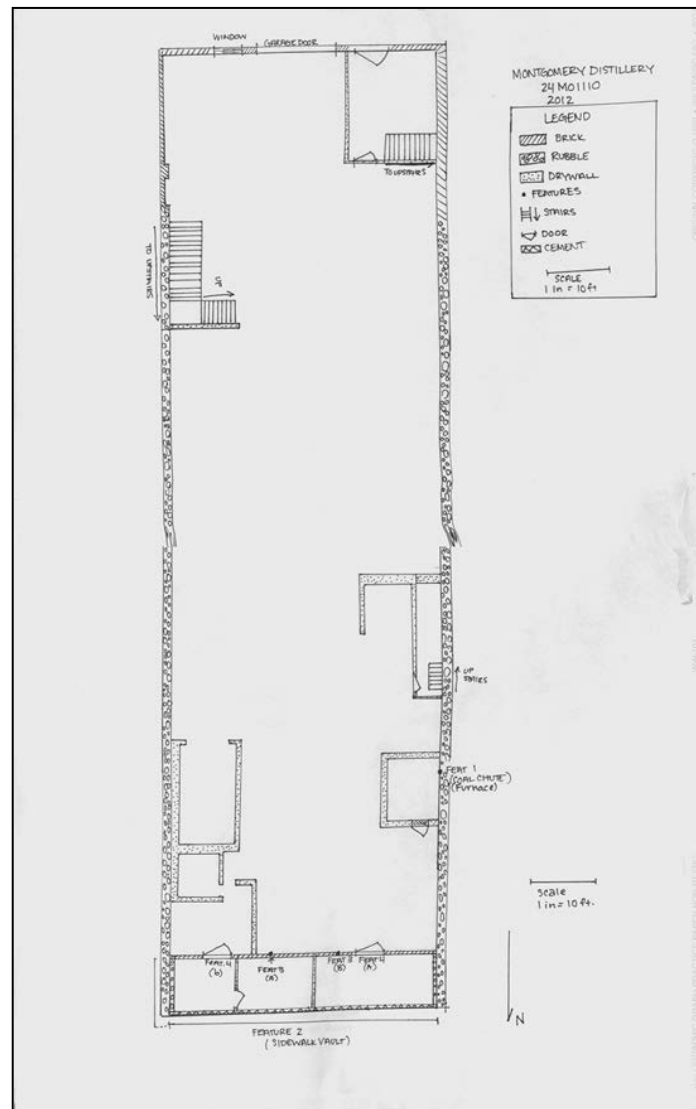 WINDOW
GARAGE DOOR
MONTGOMERY DISTILLERY
24MO1110
2012
LEGEND
BRICK
RUBBLE
DRYWALL
FEATURES
STAIRS
DOOR
CEMENT
SCALE
1 in = 10 ft
TO UPSTAIRS
TO UPSTAIRS
UP
UP
STAIRS
FEAT 1
(COAL CHUTE)
(Furnace)
Scale
1 in = 10 ft.
FEAT. 4
(b)
FEAT 3
(A)
FEAT 3
(B)
FEAT 4
(A)
N
FEATURE 2
(SIDEWALK VAULT)